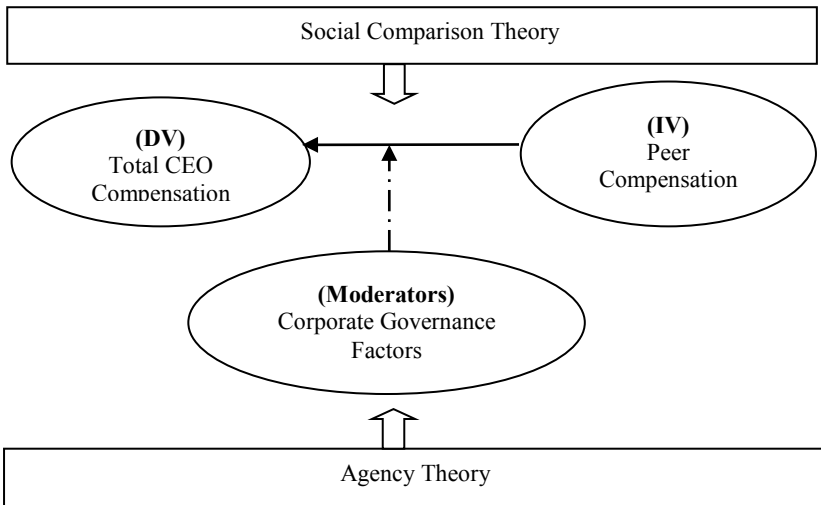 Social Comparison Theory
(DV)
Total CEO
Compensation
(IV)
Peer
Compensation
(Moderators)
Corporate Governance
Factors
Agency Theory